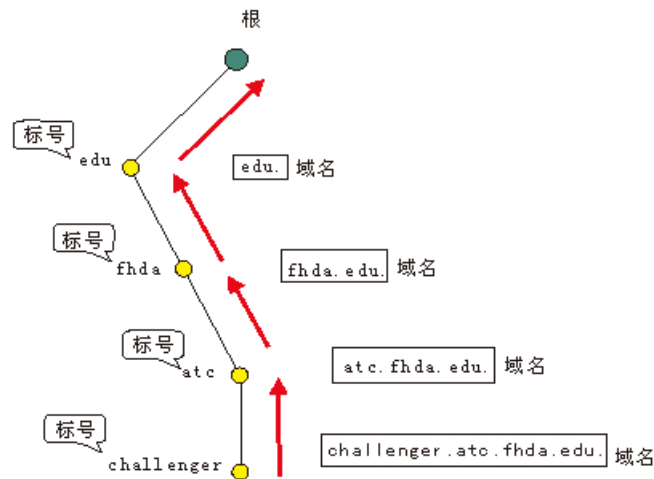 根
标号
edu
edu. 域名
标号
fhda
fhda.edu. 域名
标号
atc
atc.fhda.edu. 域名
标号
challenger
challenger.atc.fhda.edu. 域名